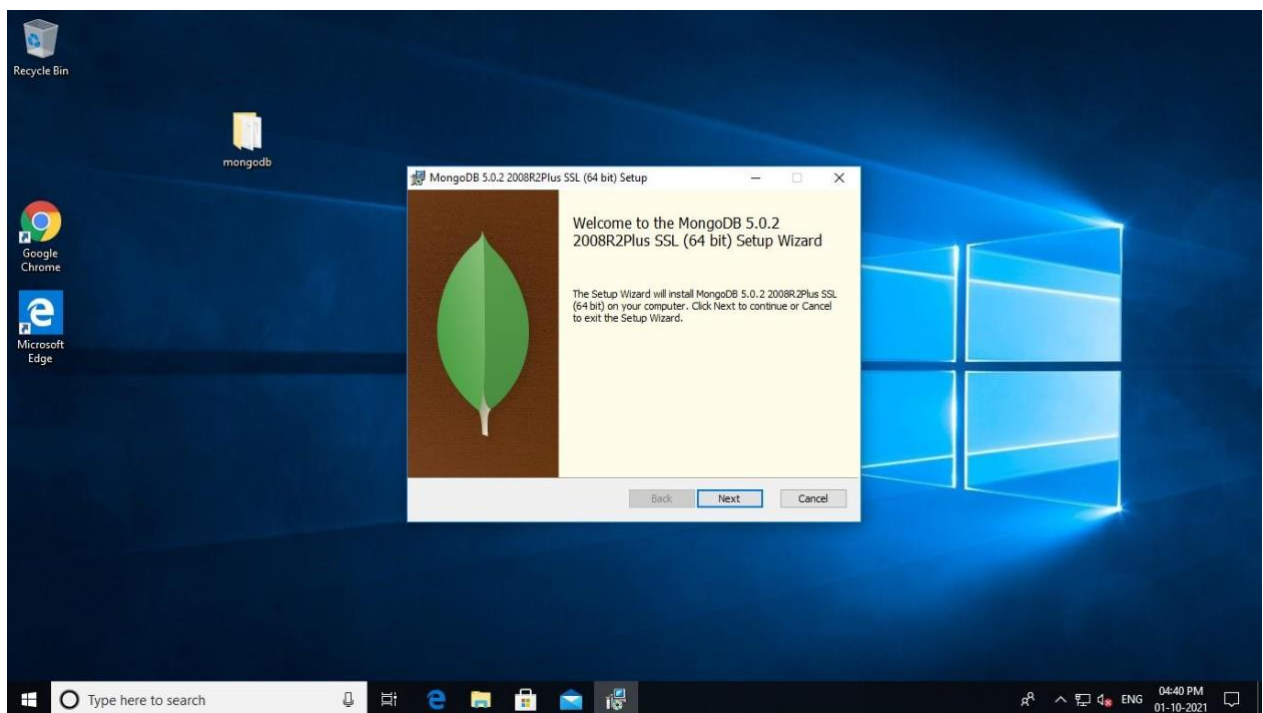 Recycle Bin
mongodb
Google
Chrome
Microsoft
Edge
MongoDB 5.0.2 2008R2Plus SSL (64 bit) Setup
Welcome to the MongoDB 5.0.2
2008R2Plus SSL (64 bit) Setup Wizard
The Setup Wizard will install MongoDB 5.0.2 2008R2Plus SSL
(64 bit) on your computer. Click Next to continue or Cancel
to exit the Setup Wizard.
Back Next Cancel
Type here to search
ENG
04:40 PM
01-10-2021